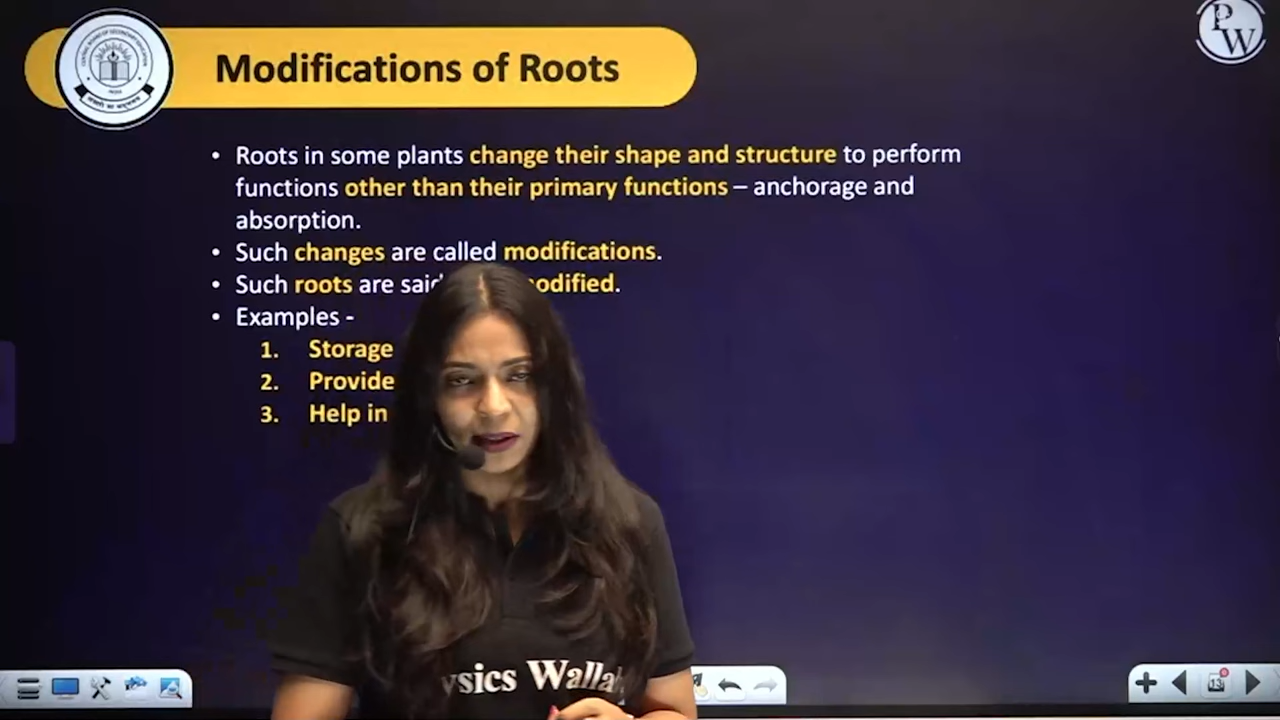 Modifications of Roots
PW
• Roots in some plants change their shape and structure to perform
functions other than their primary functions – anchorage and
absorption.
• Such changes are called modifications.
• Such roots are said odified.
• Examples -
1. Storage
2. Provide
3. Help in
ysics Walla
13